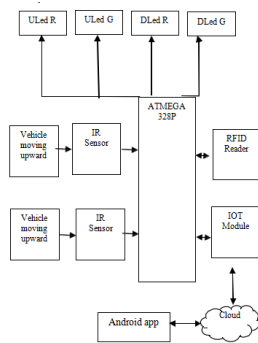 ULed R
ULed G
DLed R
DLed G
ATMEGA
328P
Vehicle
moving
upward
IR
Sensor
RFID
Reader
Vehicle
moving
upward
IR
Sensor
IOT
Module
Cloud
Android app